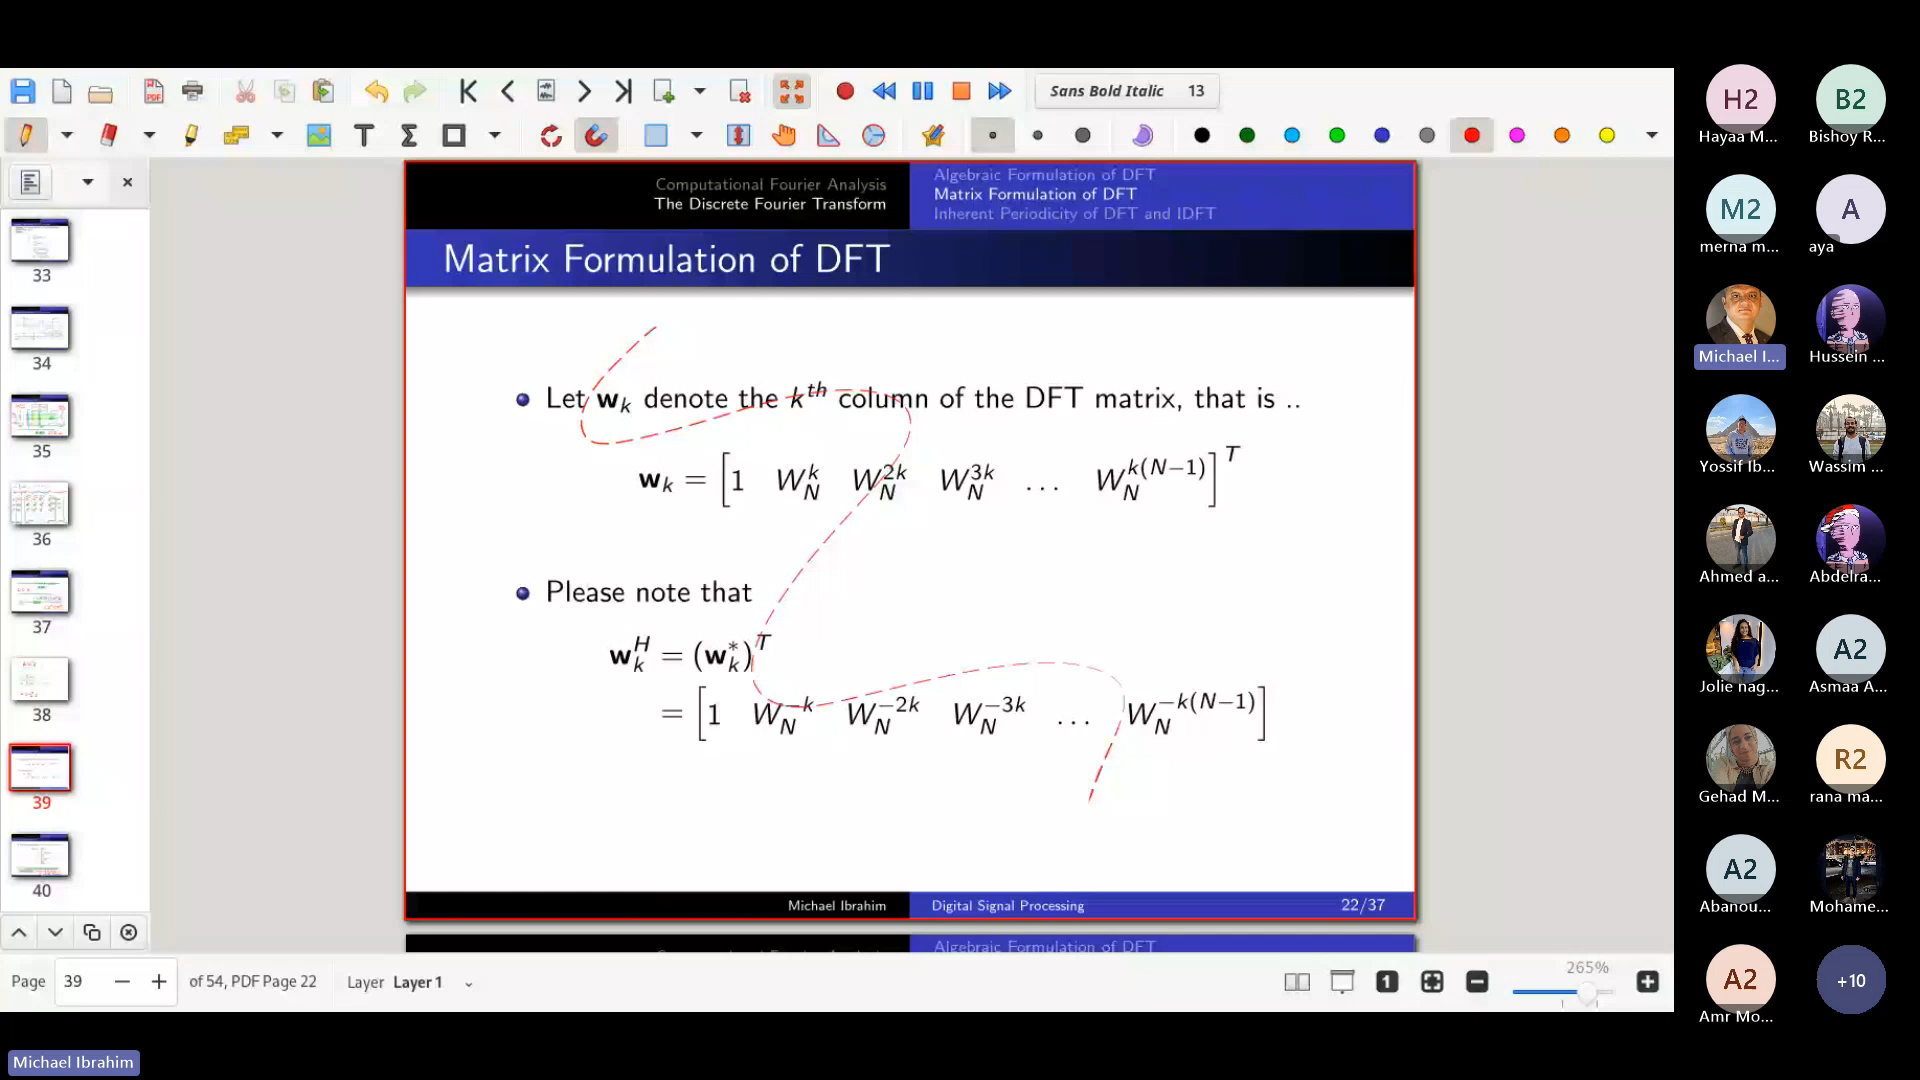 Sans Bold Italic 13
33
34
35
36
37
38
39
40
Computational Fourier Analysis
The Discrete Fourier Transform
Algebraic Formulation of DFT
Matrix Formulation of DFT
Inherent Periodicity of DFT and IDFT
Matrix Formulation of DFT
Let w_k denote the k^{th} column of the DFT matrix, that is ..
w_k = [1 W_N^k W_N^{2k} W_N^{3k} ... W_N^{k(N−1)}]^T
Please note that
w_k^H = (w_k^*)^T
= [1 W_N^{−k} W_N^{−2k} W_N^{−3k} ... W_N^{−k(N−1)}]
Michael Ibrahim
Digital Signal Processing
22/37
Algebraic Formulation of DFT
Page 39 of 54, PDF Page 22
Layer Layer 1
265%
H2
Hayaa M...
B2
Bishoy R...
M2
merna m...
A
aya
Michael I...
Hussein ...
Yossif Ib...
Wassim ...
Ahmed a...
Abdelra...
Jolie nag...
A2
Asmaa A...
Gehad M...
R2
rana ma...
A2
Abanou...
Mohame...
A2
Amr Mo...
+10
Michael Ibrahim